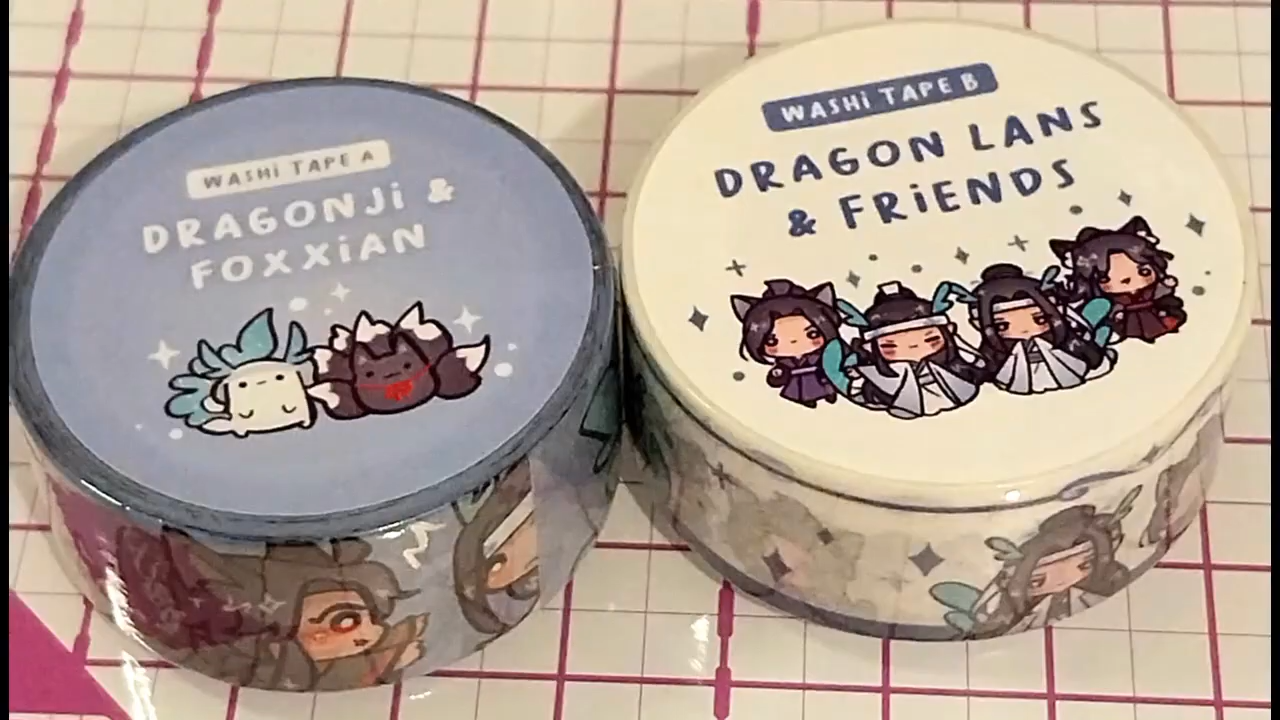 WASHi TAPE A
DRAGONJi &
FOXXiAN
WASHi TAPE B
DRAGON LANS
& FRiENDS